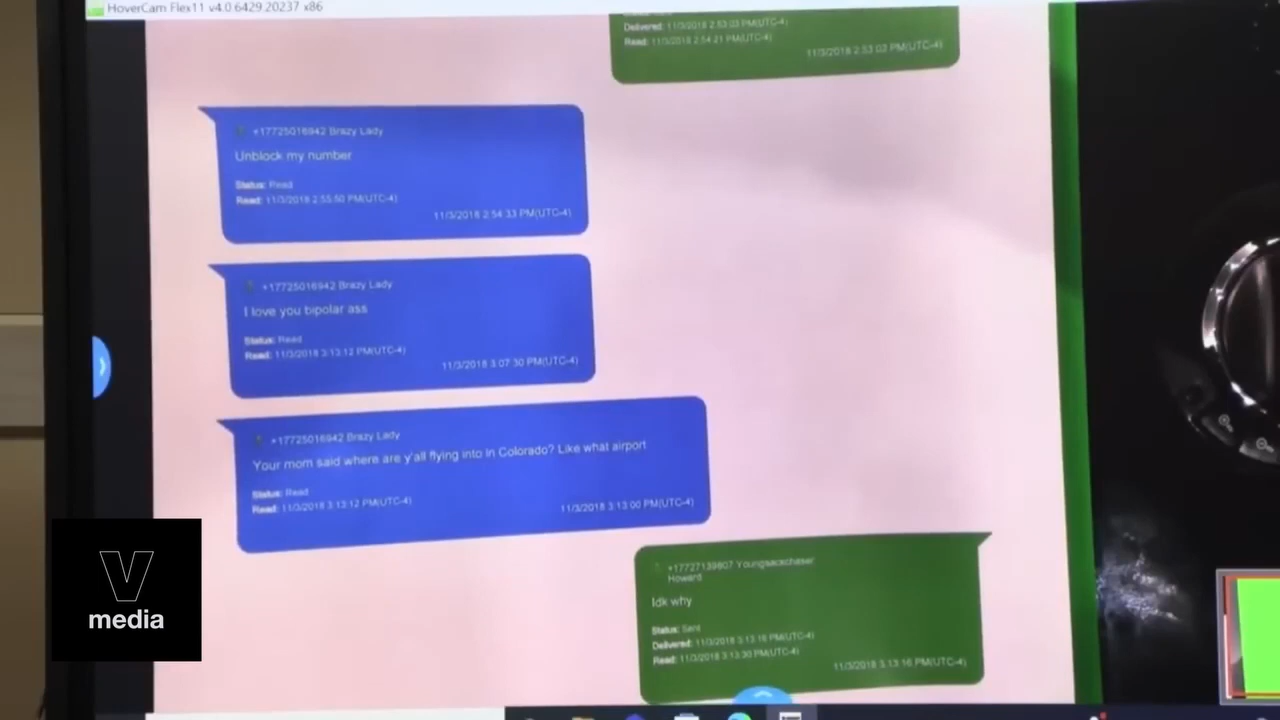 HoverCam Flex11 v4.0.6429.20237 x86
Delivered: 11/3/2018 2:53:03 PM(UTC-4)
Read: 11/3/2018 2:54:21 PM(UTC-4)
11/3/2018 2:53:02 PM(UTC-4)
+17725016942 Brazy Lady
Unblock my number
Status: Read
Read: 11/3/2018 2:55:50 PM(UTC-4)
11/3/2018 2:54:33 PM(UTC-4)
+17725016942 Brazy Lady
I love you bipolar ass
Status: Read
Read: 11/3/2018 3:13:12 PM(UTC-4)
11/3/2018 3:07:30 PM(UTC-4)
+17725016942 Brazy Lady
Your mom said where are y'all flying into in Colorado? Like what airport
Status: Read
Read: 11/3/2018 3:13:12 PM(UTC-4)
11/3/2018 3:13:00 PM(UTC-4)
+17727139807 Youngsackchaser
Howard
Idk why
Status: Sent
Delivered: 11/3/2018 3:13:16 PM(UTC-4)
Read: 11/3/2018 3:13:30 PM(UTC-4)
11/3/2018 3:13:16 PM(UTC-4)
V
media